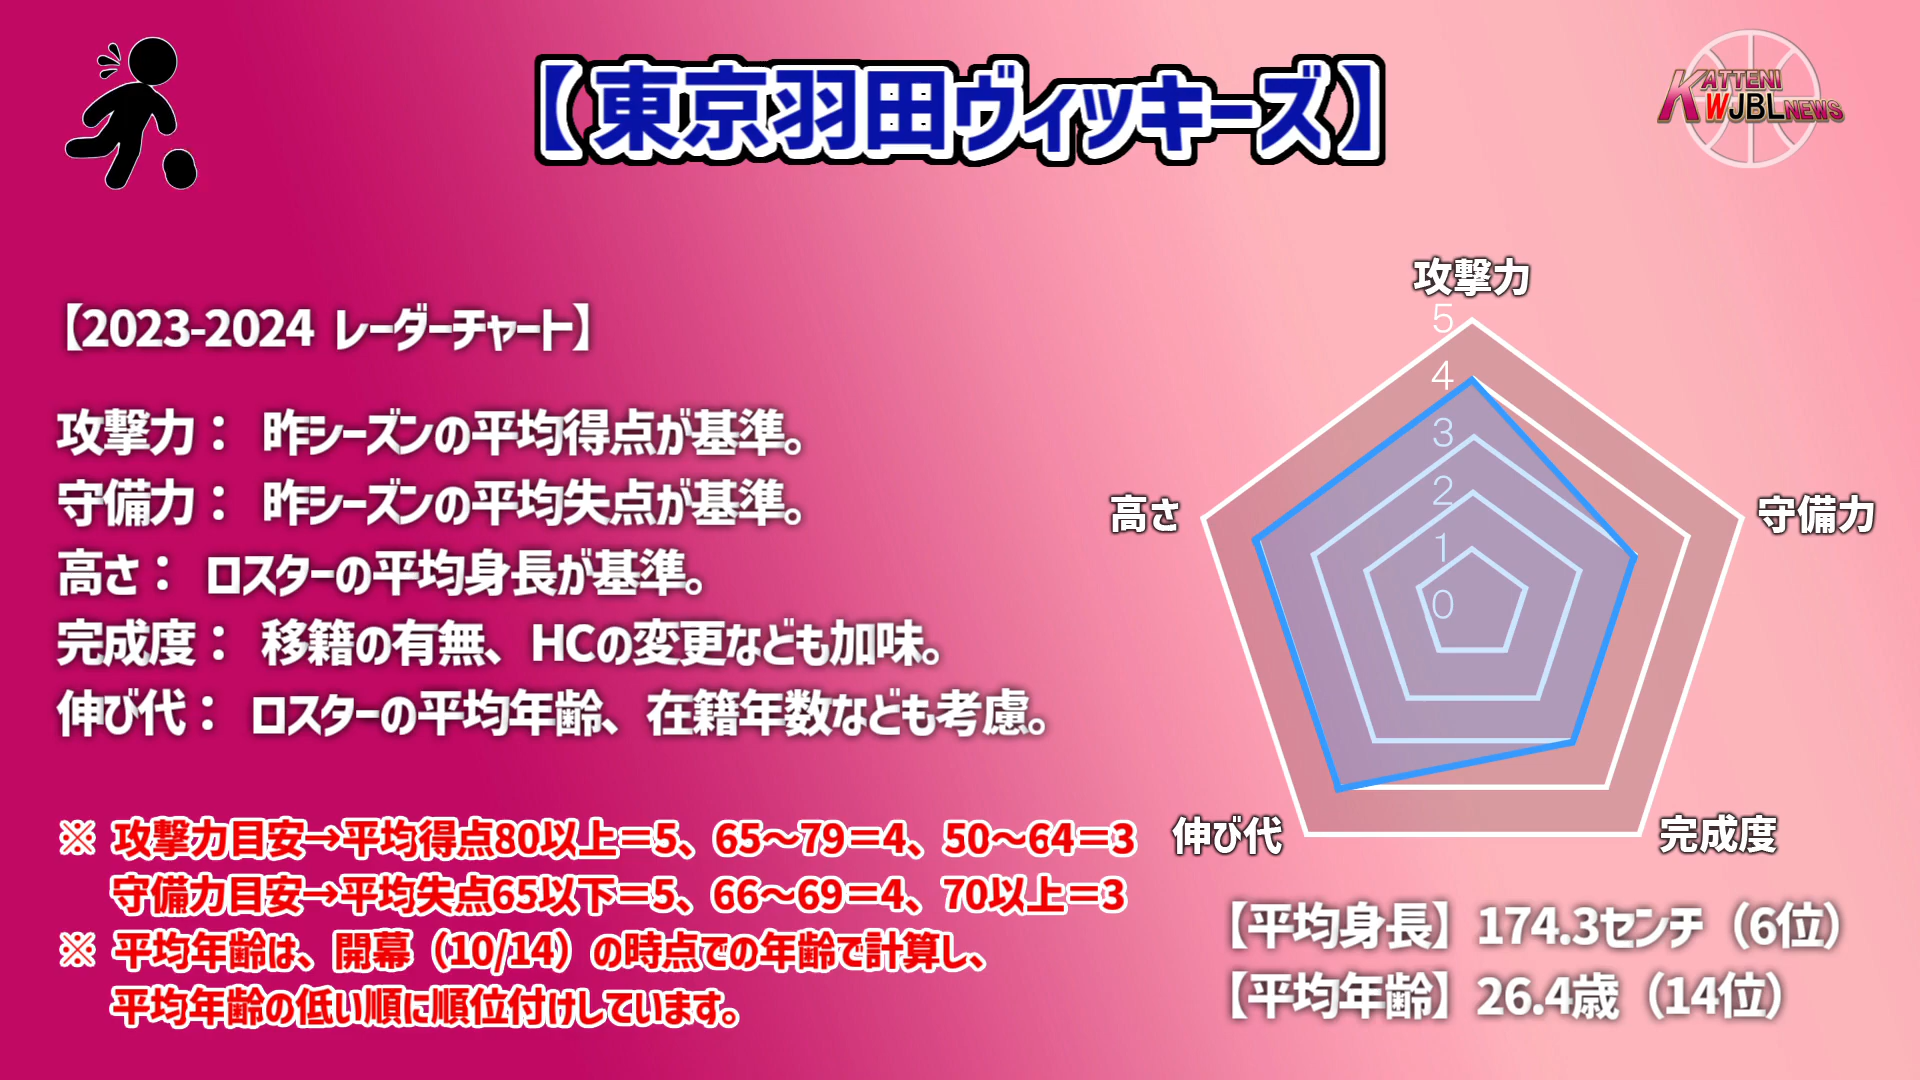 【東京羽田ヴィッキーズ】
KATTENI
WJBL NEWS
【2023-2024 レーダーチャート】
攻撃力： 昨シーズンの平均得点が基準。
守備力： 昨シーズンの平均失点が基準。
高さ： ロスターの平均身長が基準。
完成度： 移籍の有無、HCの変更なども加味。
伸び代： ロスターの平均年齢、在籍年数なども考慮。
※ 攻撃力目安→平均得点80以上＝5、65～79＝4、50～64＝3
守備力目安→平均失点65以下＝5、66～69＝4、70以上＝3
※ 平均年齢は、開幕（10/14）の時点での年齢で計算し、
平均年齢の低い順に順位付けしています。
攻撃力
5
4
3
2
1
0
高さ
守備力
伸び代
完成度
【平均身長】174.3センチ（6位）
【平均年齢】26.4歳（14位）